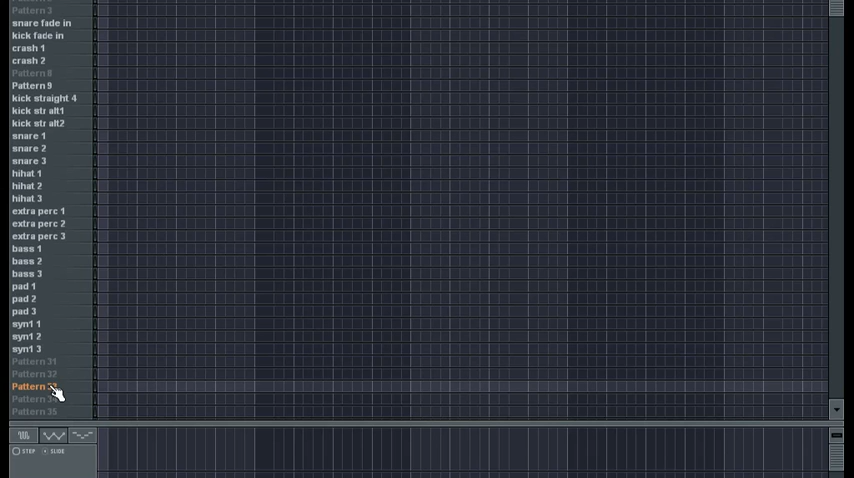 Pattern 3
snare fade in
kick fade in
crash 1
crash 2
Pattern 8
Pattern 9
kick straight 4
kick str alt1
kick str alt2
snare 1
snare 2
snare 3
hihat 1
hihat 2
hihat 3
extra perc 1
extra perc 2
extra perc 3
bass 1
bass 2
bass 3
pad 1
pad 2
pad 3
syn1 1
syn1 2
syn1 3
Pattern 31
Pattern 32
Pattern 33
Pattern 34
Pattern 35
STEP SLIDE